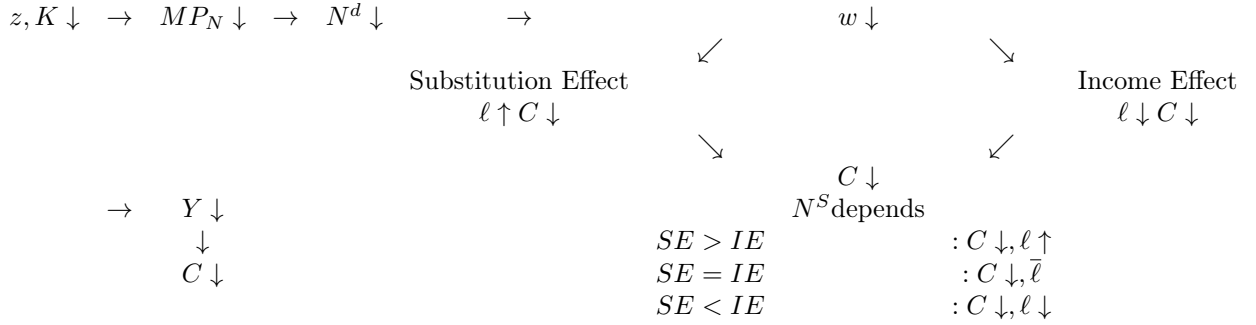 z, K ↓ → MP_N ↓ → N^d ↓ → w ↓
↙ ↘
Substitution Effect Income Effect
ℓ ↑ C ↓ ℓ ↓ C ↓
↘ ↙
C ↓
→ Y ↓ N^S depends
↓ SE > IE : C ↓, ℓ ↑
C ↓ SE = IE : C ↓, ℓ̅
SE < IE : C ↓, ℓ ↓